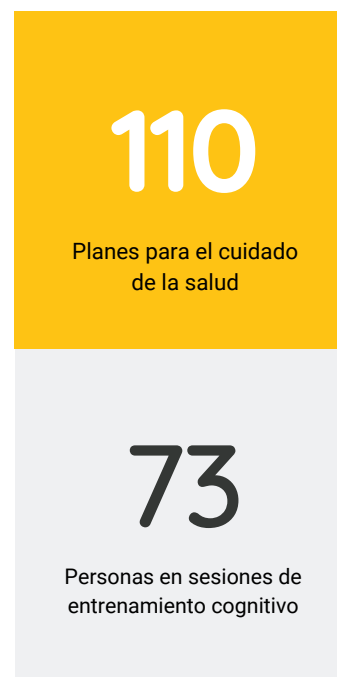 110
Planes para el cuidado
de la salud
73
Personas en sesiones de
entrenamiento cognitivo